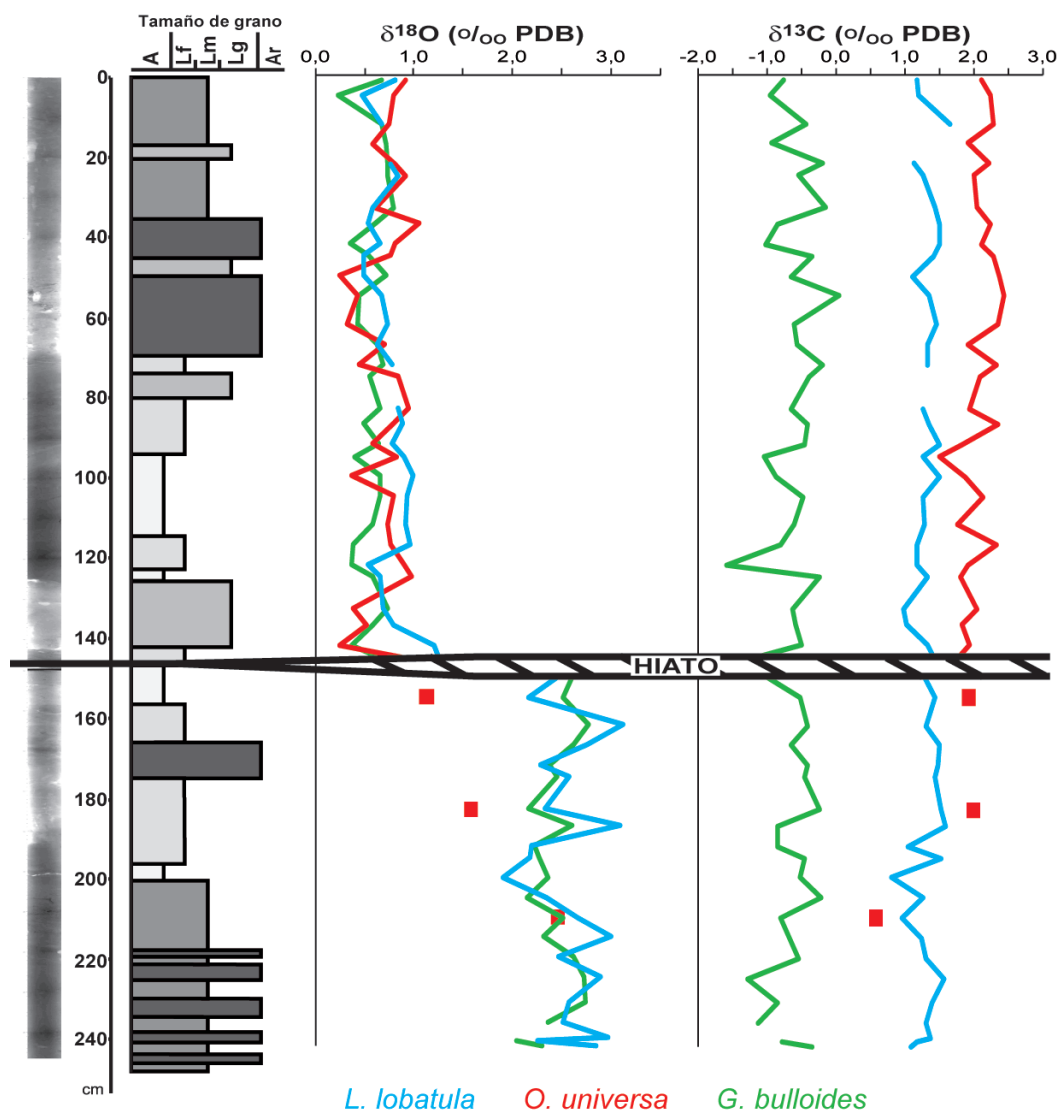 Tamaño de grano
A Lf Lm Lg Ar
δ18O (o/oo PDB)
0,0 1,0 2,0 3,0
δ13C (o/oo PDB)
-2,0 -1,0 0,0 1,0 2,0 3,0
0
20
40
60
80
100
120
140
HIATO
160
180
200
220
240
cm
L. lobatula O. universa G. bulloides